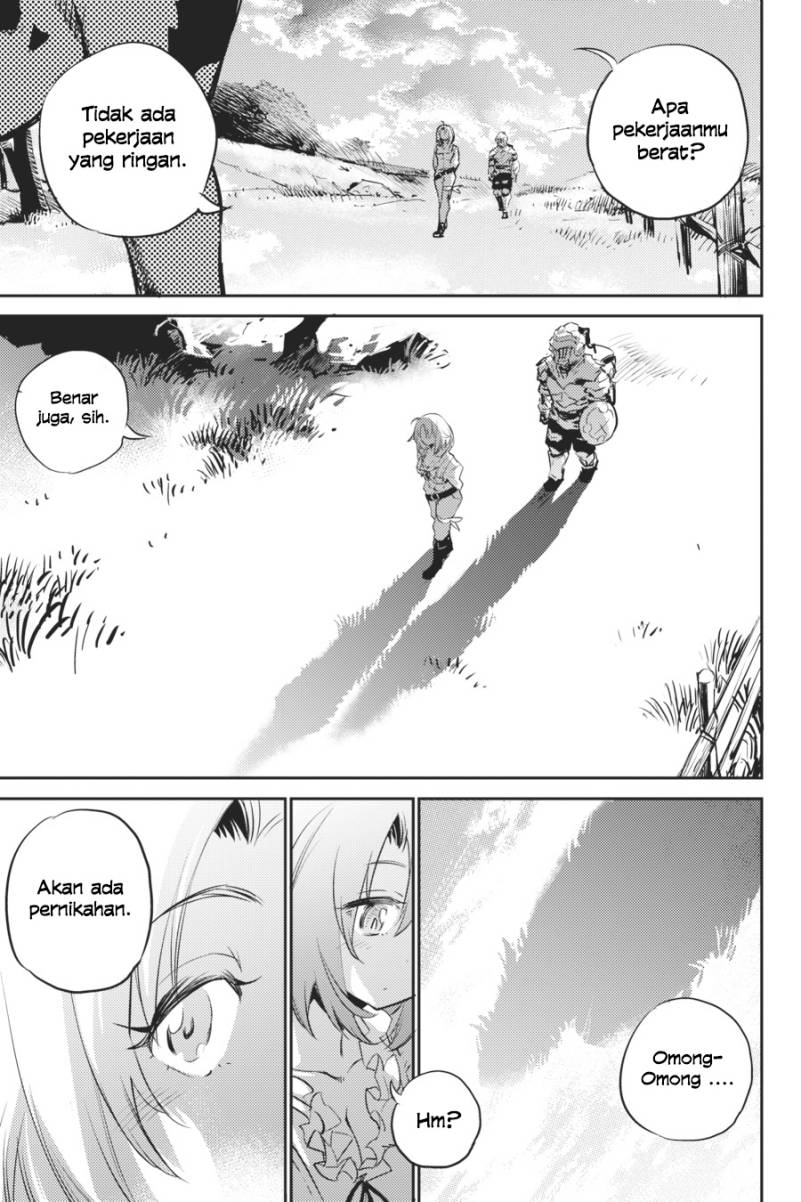 Apa
pekerjaanmu
berat?
Tidak ada
pekerjaan
yang ringan.
Benar
juga, sih.
Omong-
Omong ....
Hm?
Akan ada
pernikahan.